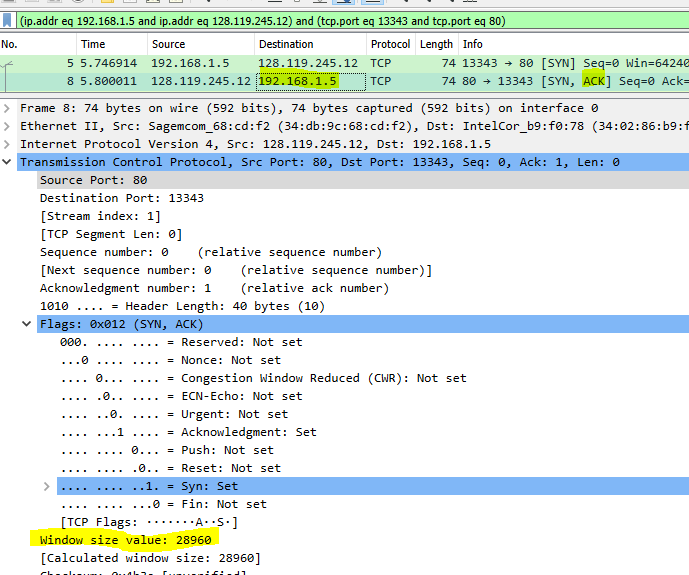 (ip.addr eq 192.168.1.5 and ip.addr eq 128.119.245.12) and (tcp.port eq 13343 and tcp.port eq 80)
No. Time Source Destination Protocol Length Info
5 5.746914 192.168.1.5 128.119.245.12 TCP 74 13343 → 80 [SYN] Seq=0 Win=64240
8 5.800011 128.119.245.12 192.168.1.5 TCP 74 80 → 13343 [SYN, ACK] Seq=0 Ack=
Frame 8: 74 bytes on wire (592 bits), 74 bytes captured (592 bits) on interface 0
Ethernet II, Src: Sagemcom_68:cd:f2 (34:db:9c:68:cd:f2), Dst: IntelCor_b9:f0:78 (34:02:86:b9:f
Internet Protocol Version 4, Src: 128.119.245.12, Dst: 192.168.1.5
Transmission Control Protocol, Src Port: 80, Dst Port: 13343, Seq: 0, Ack: 1, Len: 0
Source Port: 80
Destination Port: 13343
[Stream index: 1]
[TCP Segment Len: 0]
Sequence number: 0 (relative sequence number)
[Next sequence number: 0 (relative sequence number)]
Acknowledgment number: 1 (relative ack number)
1010 .... = Header Length: 40 bytes (10)
Flags: 0x012 (SYN, ACK)
000. .... .... = Reserved: Not set
...0 .... .... = Nonce: Not set
.... 0... .... = Congestion Window Reduced (CWR): Not set
.... .0.. .... = ECN-Echo: Not set
.... ..0. .... = Urgent: Not set
.... ...1 .... = Acknowledgment: Set
.... .... 0... = Push: Not set
.... .... .0.. = Reset: Not set
.... .... ..1. = Syn: Set
.... .... ...0 = Fin: Not set
[TCP Flags: ·······A··S·]
Window size value: 28960
[Calculated window size: 28960]